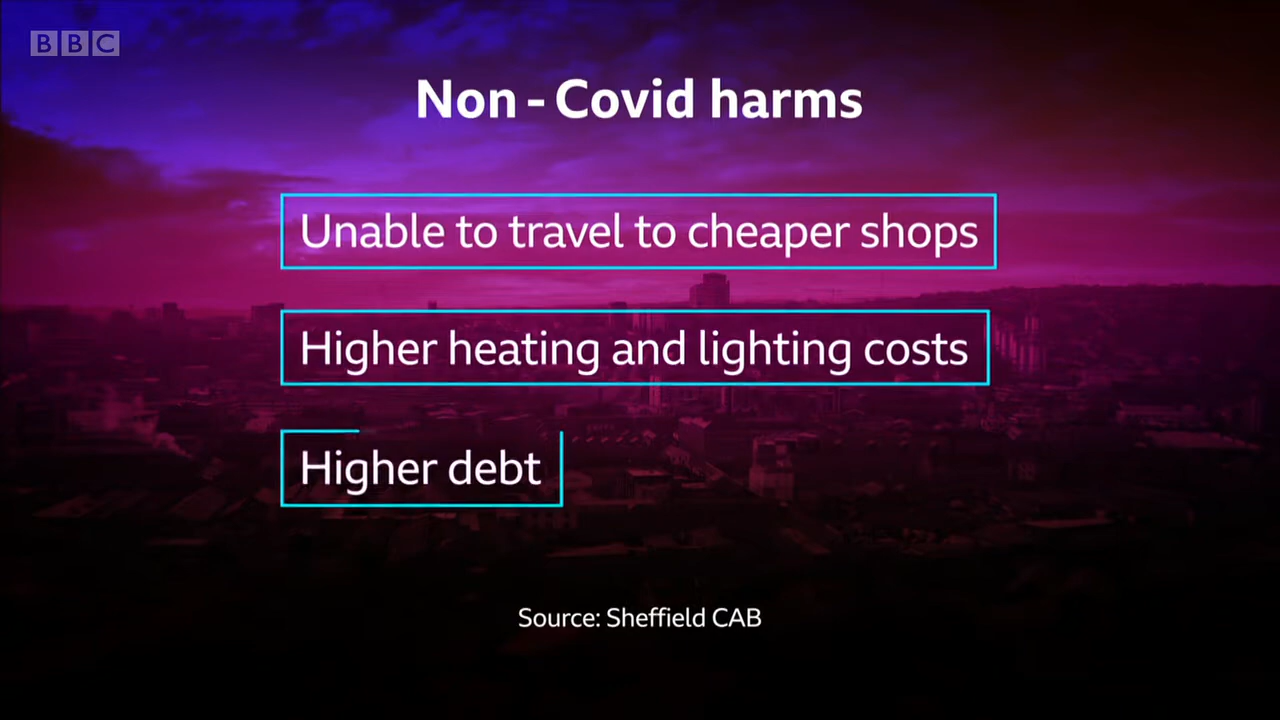 BBC
Non - Covid harms
Unable to travel to cheaper shops
Higher heating and lighting costs
Higher debt
Source: Sheffield CAB